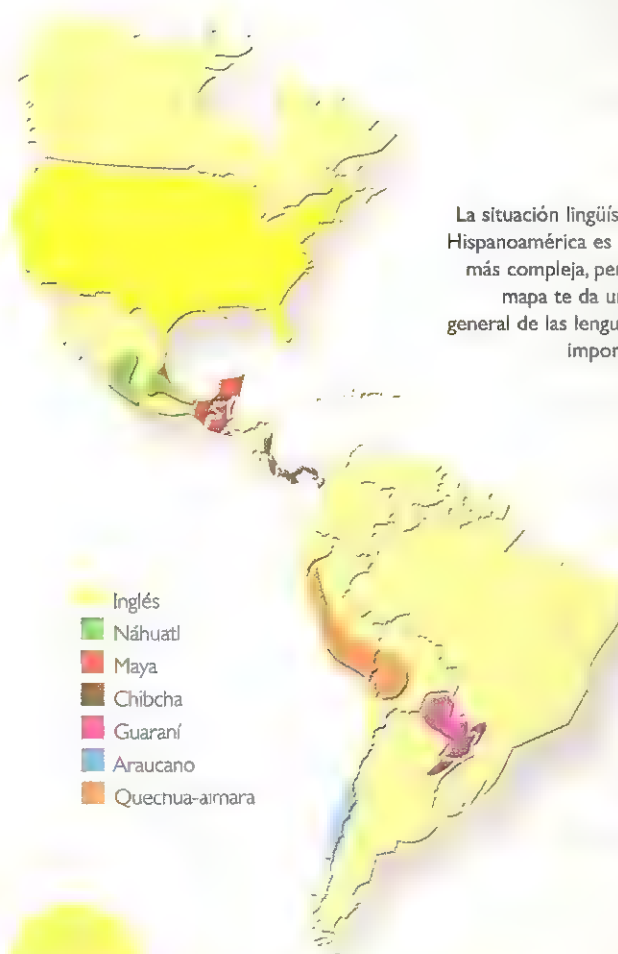 La situación lingüís
Hispanoamérica es
más compleja, per
mapa te da u
general de las lengu
impor
Inglés
Náhuatl
Maya
Chibcha
Guaraní
Araucano
Quechua-aimara